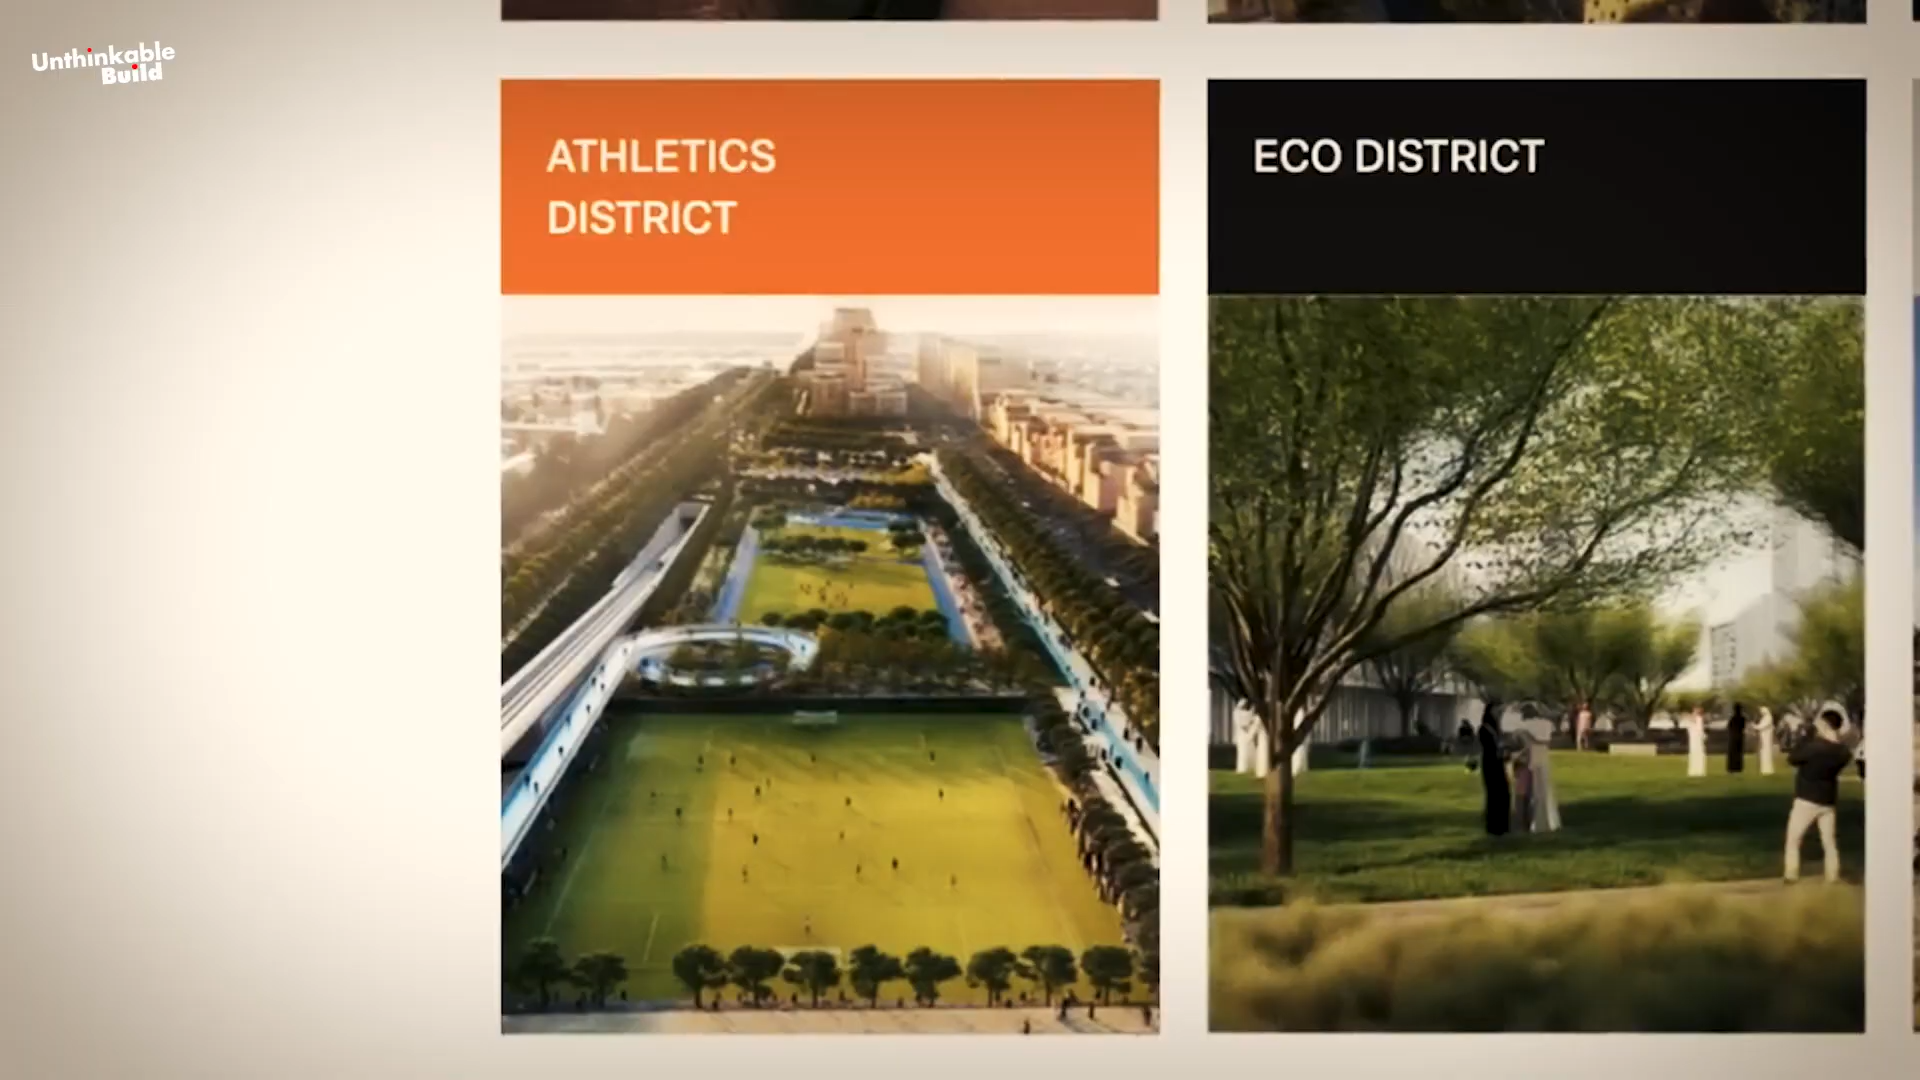 Unthinkable
Build
ATHLETICS
DISTRICT
ECO DISTRICT